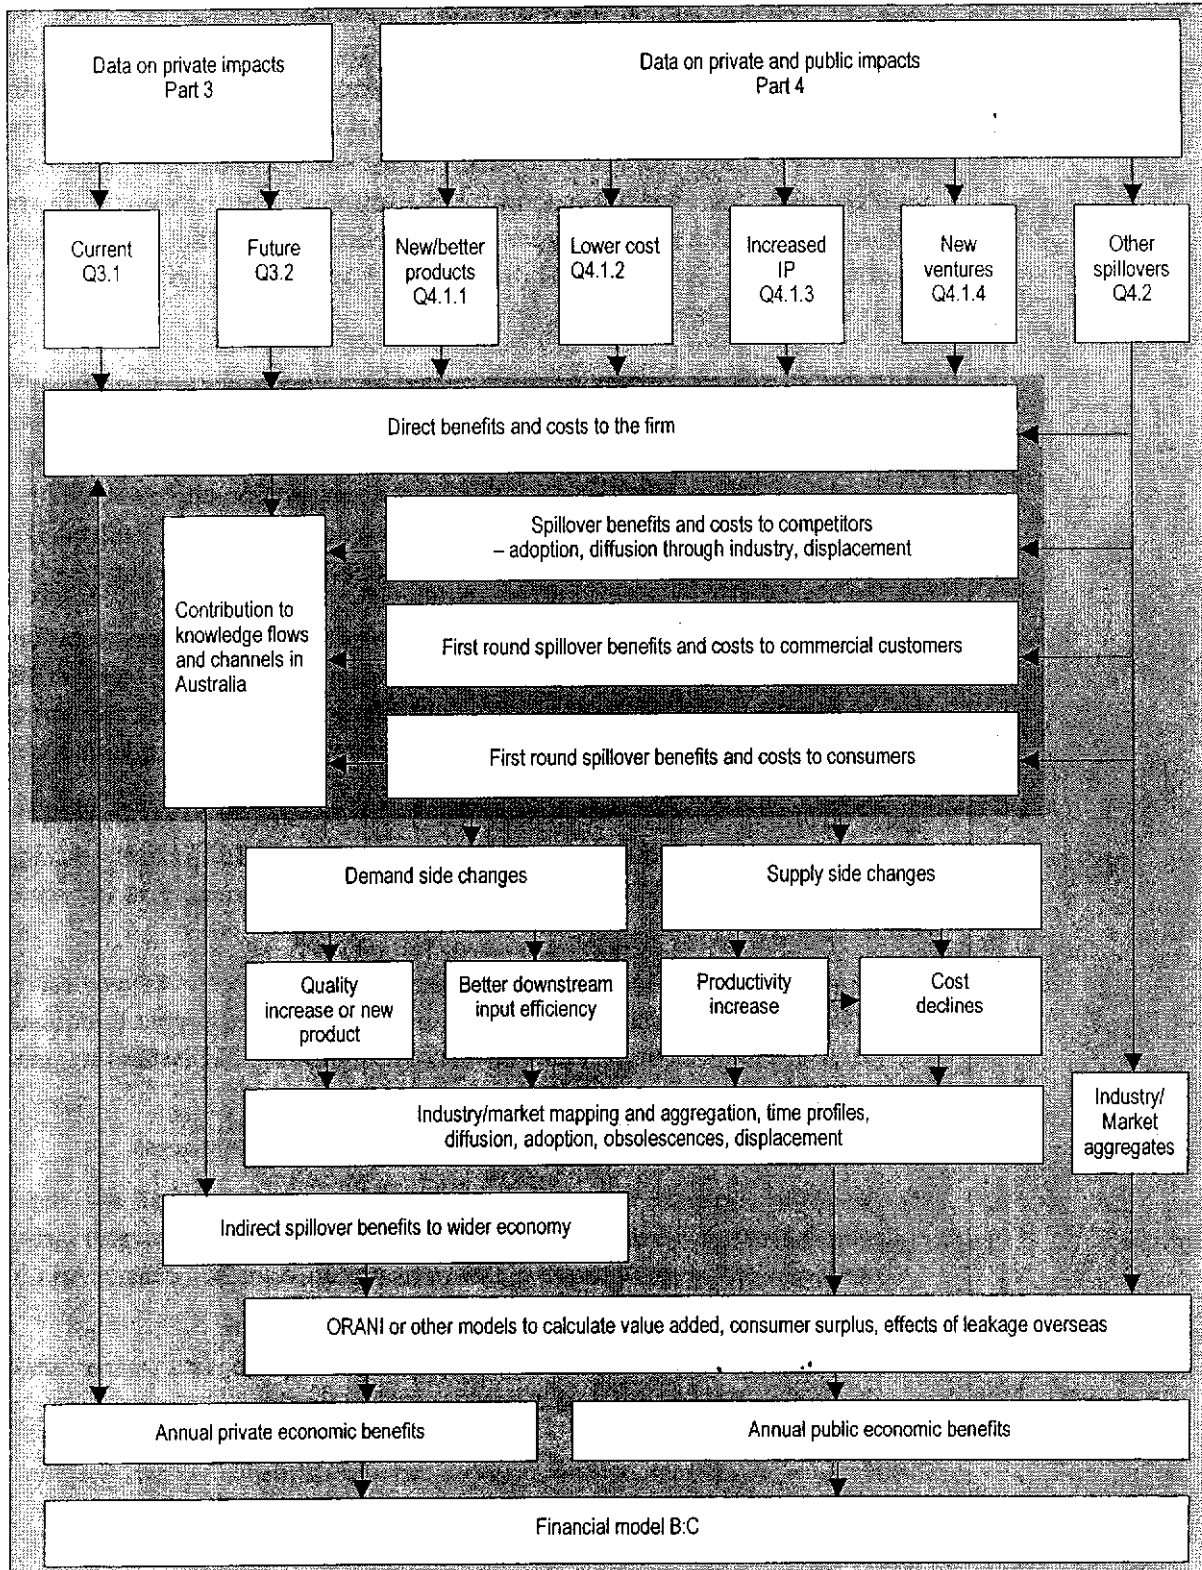 Data on private impacts
Part 3
Data on private and public impacts
Part 4
Current
Q3.1
Future
Q3.2
New/better
products
Q4.1.1
Lower cost
Q4.1.2
Increased
IP
Q4.1.3
New
ventures
Q4.1.4
Other
spillovers
Q4.2
Direct benefits and costs to the firm
Spillover benefits and costs to competitors
– adoption, diffusion through industry, displacement
Contribution to
knowledge flows
and channels in
Australia
First round spillover benefits and costs to commercial customers
First round spillover benefits and costs to consumers
Demand side changes
Supply side changes
Quality
increase or new
product
Better downstream
input efficiency
Productivity
increase
Cost
declines
Industry/market mapping and aggregation, time profiles,
diffusion, adoption, obsolescences, displacement
Industry/
Market
aggregates
Indirect spillover benefits to wider economy
ORANI or other models to calculate value added, consumer surplus, effects of leakage overseas
Annual private economic benefits
Annual public economic benefits
Financial model B:C